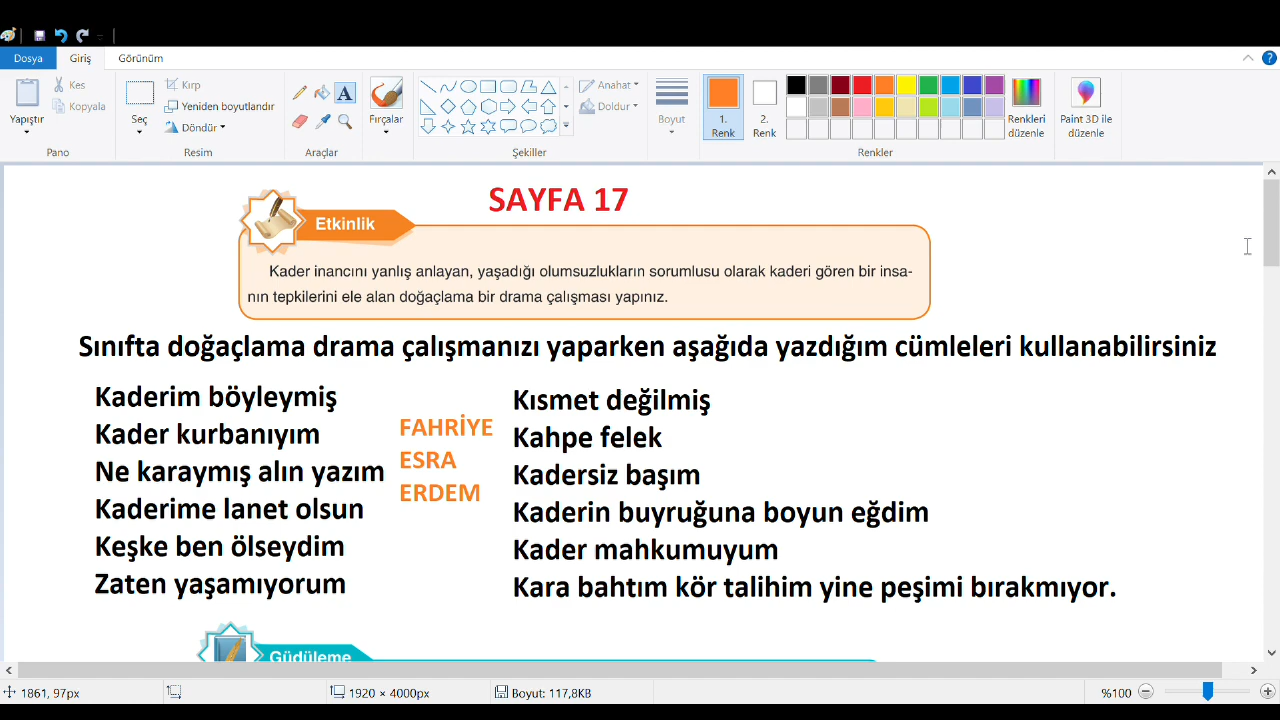 Dosya
Giriş
Görünüm
Yapıştır
Kes
Kopyala
Pano
Seç
Kırp
Yeniden boyutlandır
Döndür
Resim
Araçlar
Fırçalar
Şekiller
Anahat
Doldur
Boyut
1.
Renk
2.
Renk
Renkleri
düzenle
Renkler
Paint 3D ile
düzenle
SAYFA 17
Etkinlik
Kader inancını yanlış anlayan, yaşadığı olumsuzlukların sorumlusu olarak kaderi gören bir insa-
nın tepkilerini ele alan doğaçlama bir drama çalışması yapınız.
Sınıfta doğaçlama drama çalışmanızı yaparken aşağıda yazdığım cümleleri kullanabilirsiniz
Kaderim böyleymiş
Kader kurbanıyım
Ne karaymış alın yazım
Kaderime lanet olsun
Keşke ben ölseydim
Zaten yaşamıyorum
FAHRİYE
ESRA
ERDEM
Kısmet değilmiş
Kahpe felek
Kadersiz başım
Kaderin buyruğuna boyun eğdim
Kader mahkumuyum
Kara bahtım kör talihim yine peşimi bırakmıyor.
Güdüleme
1861, 97px
1920 × 4000px
Boyut: 117,8KB
%100